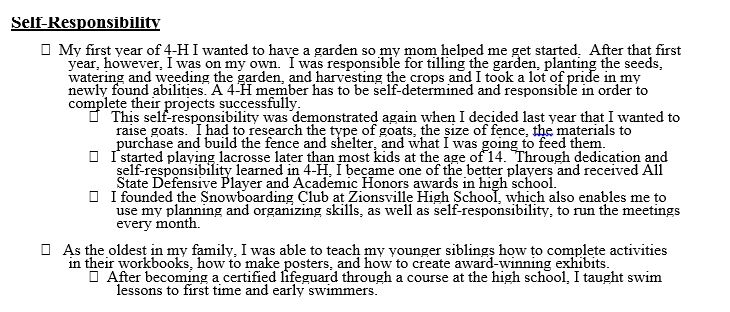 Self-Responsibility
My first year of 4-H I wanted to have a garden so my mom helped me get started.  After that first
year, however, I was on my own.  I was responsible for tilling the garden, planting the seeds,
watering and weeding the garden, and harvesting the crops and I took a lot of pride in my
newly found abilities. A 4-H member has to be self-determined and responsible in order to
complete their projects successfully.
This self-responsibility was demonstrated again when I decided last year that I wanted to
raise goats.  I had to research the type of goats, the size of fence, the materials to
purchase and build the fence and shelter, and what I was going to feed them.
I started playing lacrosse later than most kids at the age of 14.  Through dedication and
self-responsibility learned in 4-H, I became one of the better players and received All
State Defensive Player and Academic Honors awards in high school.
I founded the Snowboarding Club at Zionsville High School, which also enables me to
use my planning and organizing skills, as well as self-responsibility, to run the meetings
every month.
As the oldest in my family, I was able to teach my younger siblings how to complete activities
in their workbooks, how to make posters, and how to create award-winning exhibits.
After becoming a certified lifeguard through a course at the high school, I taught swim
lessons to first time and early swimmers.